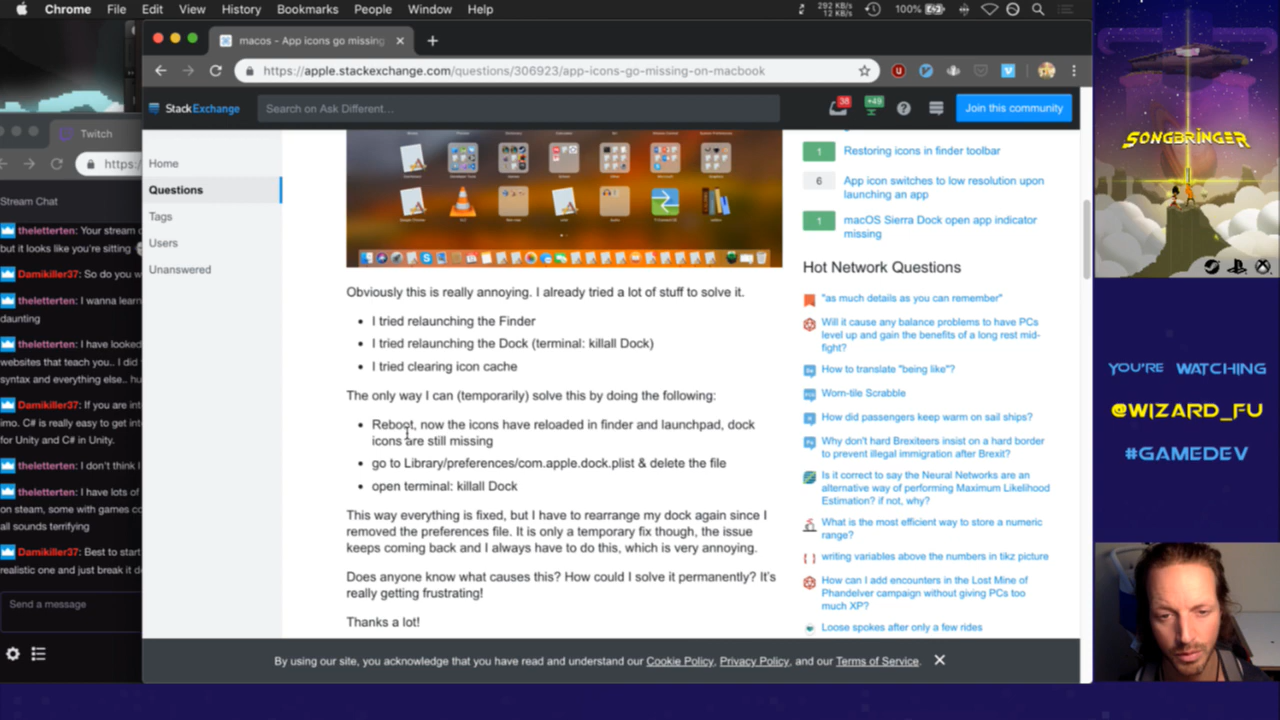 Chrome File Edit View History Bookmarks People Window Help
292 KB/s
12 KB/s
100%
macos - App icons go missing
Twitch
https://apple.stackexchange.com/questions/306923/app-icons-go-missing-on-macbook
https:
StackExchange
Search on Ask Different...
38
+49
Join this community
Home
Questions
Tags
Users
Unanswered
Stream Chat
theletterten: Your stream
but it looks like you're sitting
Damikiller37: So do you w
theletterten: I wanna learn
daunting
theletterten: I have looked
websites that teach you.. I did
syntax and everything else.. hu
Damikiller37: If you are int
imo. C# is really easy to get int
for Unity and C# in Unity.
theletterten: I don't think I
theletterten: I have lots of
on steam, some with games c
all sounds terrifying
Damikiller37: Best to start
realistic one and just break it d
Send a message
Obviously this is really annoying. I already tried a lot of stuff to solve it.
• I tried relaunching the Finder
• I tried relaunching the Dock (terminal: killall Dock)
• I tried clearing icon cache
The only way I can (temporarily) solve this by doing the following:
• Reboot, now the icons have reloaded in finder and launchpad, dock
icons are still missing
• go to Library/preferences/com.apple.dock.plist & delete the file
• open terminal: killall Dock
This way everything is fixed, but I have to rearrange my dock again since I
removed the preferences file. It is only a temporary fix though, the issue
keeps coming back and I always have to do this, which is very annoying.
Does anyone know what causes this? How could I solve it permanently? It's
really getting frustrating!
Thanks a lot!
1 Restoring icons in finder toolbar
6 App icon switches to low resolution upon
launching an app
1 macOS Sierra Dock open app indicator
missing
Hot Network Questions
"as much details as you can remember"
Will it cause any balance problems to have PCs
level up and gain the benefits of a long rest mid-
fight?
How to translate "being like"?
Worn-tile Scrabble
How did passengers keep warm on sail ships?
Why don't hard Brexiteers insist on a hard border
to prevent illegal immigration after Brexit?
Is it correct to say the Neural Networks are an
alternative way of performing Maximum Likelihood
Estimation? if not, why?
What is the most efficient way to store a numeric
range?
writing variables above the numbers in tikz picture
How can I add encounters in the Lost Mine of
Phandelver campaign without giving PCs too
much XP?
Loose spokes after only a few rides
By using our site, you acknowledge that you have read and understand our Cookie Policy, Privacy Policy, and our Terms of Service.
SONGBRINGER
YOU'RE WATCHING
@WIZARD_FU
#GAMEDEV